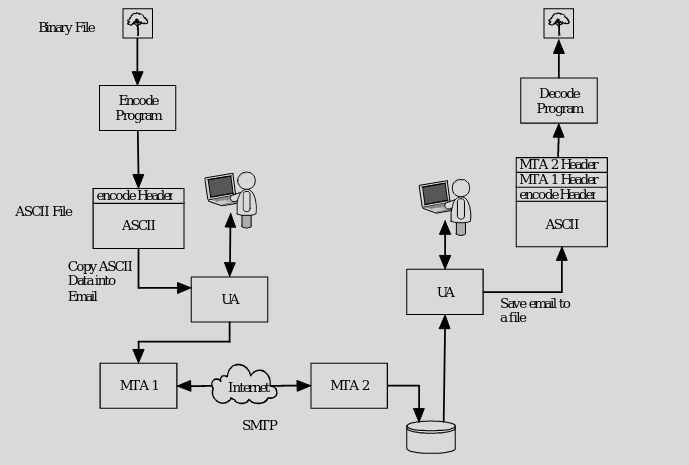 Binary File
Encode
Program
ASCII File
encode Header
ASCII
Copy ASCII
Data into
Email
UA
MTA 1
Internet
SMTP
MTA 2
UA
Save email to
a file
Decode
Program
MTA 2 Header
MTA 1 Header
encode Header
ASCII